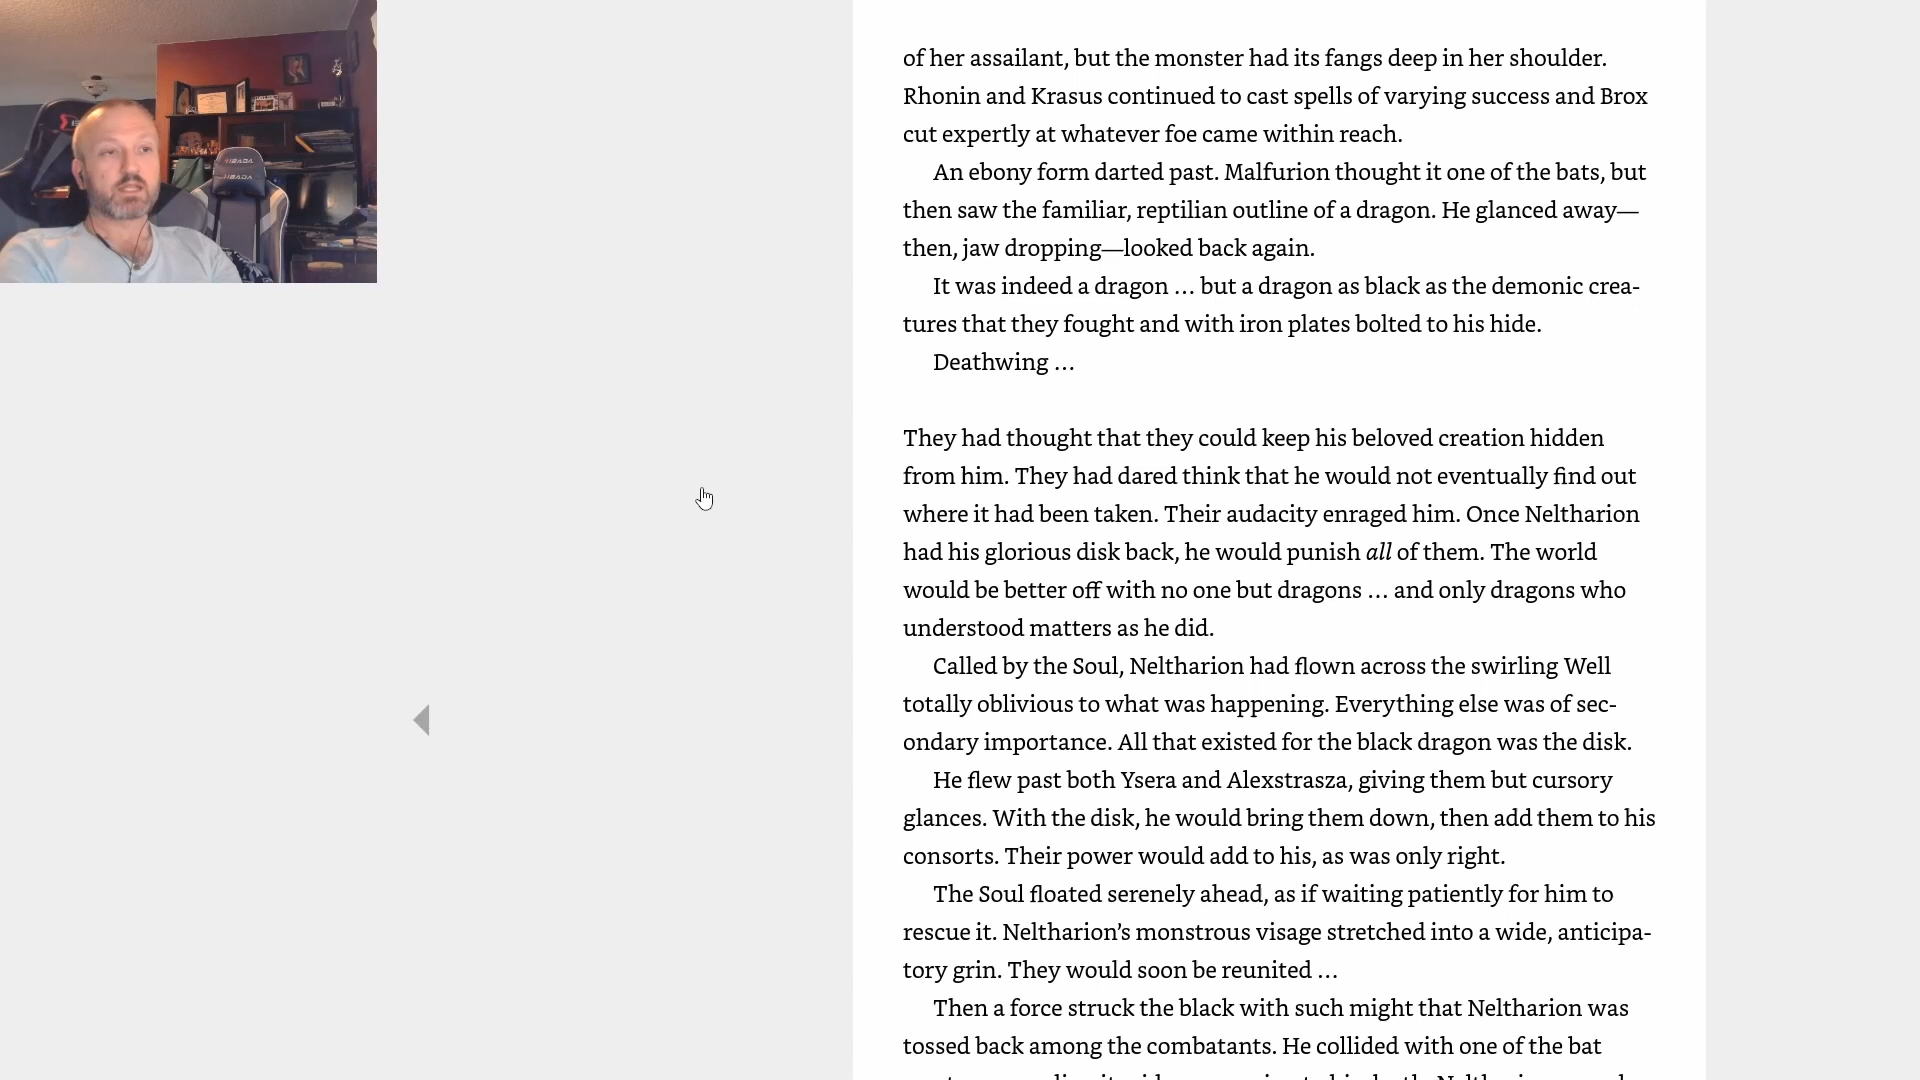 of her assailant, but the monster had its fangs deep in her shoulder.
Rhonin and Krasus continued to cast spells of varying success and Brox
cut expertly at whatever foe came within reach.
An ebony form darted past. Malfurion thought it one of the bats, but
then saw the familiar, reptilian outline of a dragon. He glanced away—
then, jaw dropping—looked back again.
It was indeed a dragon … but a dragon as black as the demonic crea-
tures that they fought and with iron plates bolted to his hide.
Deathwing …
They had thought that they could keep his beloved creation hidden
from him. They had dared think that he would not eventually find out
where it had been taken. Their audacity enraged him. Once Neltharion
had his glorious disk back, he would punish all of them. The world
would be better off with no one but dragons … and only dragons who
understood matters as he did.
Called by the Soul, Neltharion had flown across the swirling Well
totally oblivious to what was happening. Everything else was of sec-
ondary importance. All that existed for the black dragon was the disk.
He flew past both Ysera and Alexstrasza, giving them but cursory
glances. With the disk, he would bring them down, then add them to his
consorts. Their power would add to his, as was only right.
The Soul floated serenely ahead, as if waiting patiently for him to
rescue it. Neltharion’s monstrous visage stretched into a wide, anticipa-
tory grin. They would soon be reunited …
Then a force struck the black with such might that Neltharion was
tossed back among the combatants. He collided with one of the bat